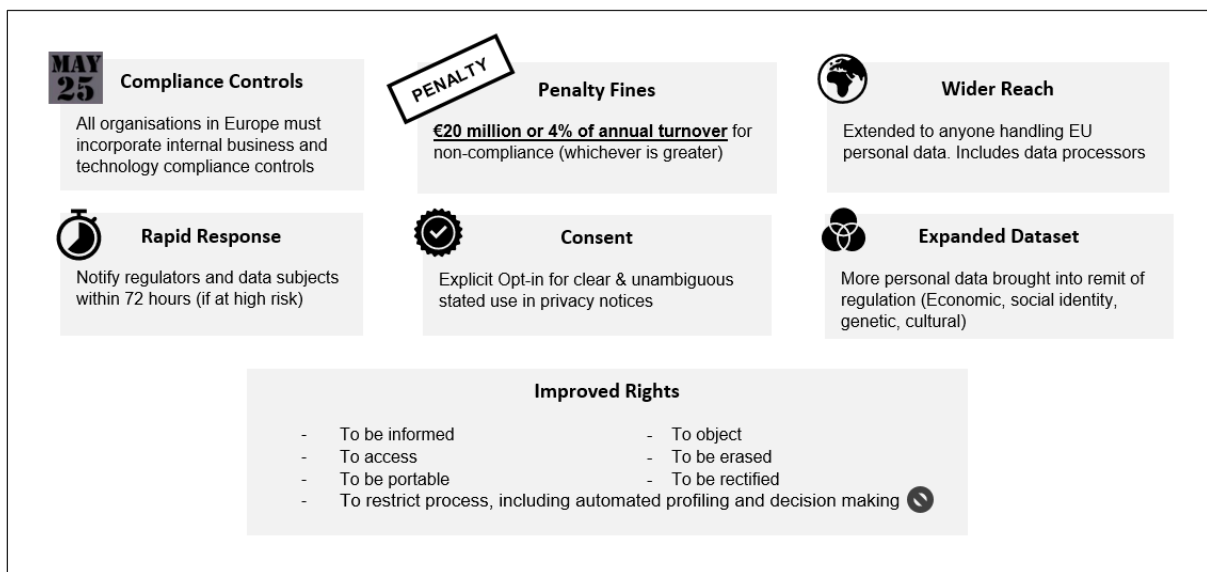 MAY
25
Compliance Controls
All organisations in Europe must
incorporate internal business and
technology compliance controls
PENALTY
Penalty Fines
€20 million or 4% of annual turnover for
non-compliance (whichever is greater)
Wider Reach
Extended to anyone handling EU
personal data. Includes data processors
Rapid Response
Notify regulators and data subjects
within 72 hours (if at high risk)
Consent
Explicit Opt-in for clear & unambiguous
stated use in privacy notices
Expanded Dataset
More personal data brought into remit of
regulation (Economic, social identity,
genetic, cultural)
Improved Rights
- To be informed
- To access
- To be portable
- To object
- To be erased
- To be rectified
- To restrict process, including automated profiling and decision making